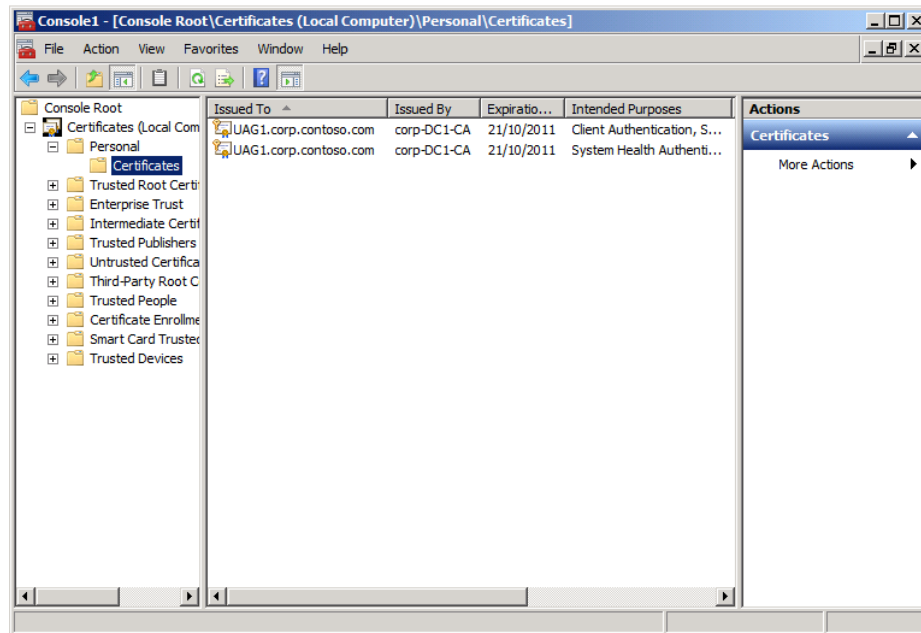 Console1 - [Console Root\Certificates (Local Computer)\Personal\Certificates]
File Action View Favorites Window Help
Console Root
Certificates (Local Com
Personal
Certificates
Trusted Root Certi
Enterprise Trust
Intermediate Certif
Trusted Publishers
Untrusted Certifica
Third-Party Root C
Trusted People
Certificate Enrollme
Smart Card Trusted
Trusted Devices
Issued To Issued By Expiratio... Intended Purposes
UAG1.corp.contoso.com corp-DC1-CA 21/10/2011 Client Authentication, S...
UAG1.corp.contoso.com corp-DC1-CA 21/10/2011 System Health Authenti...
Actions
Certificates
More Actions